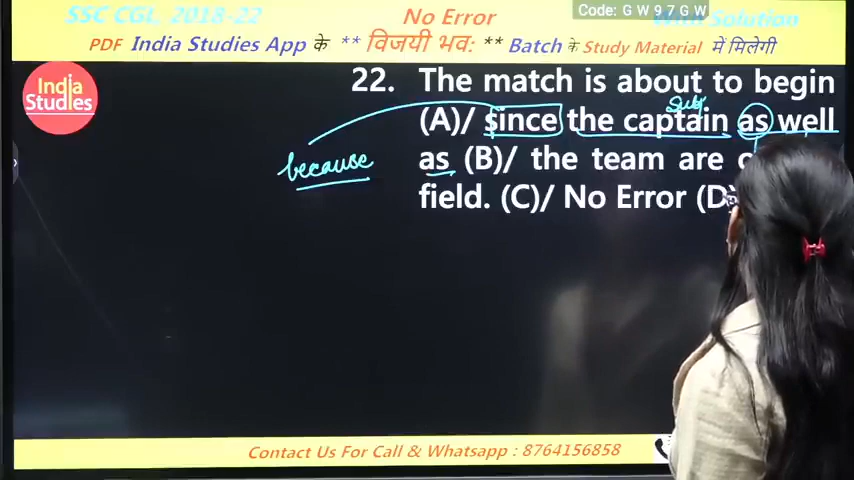 SSC CGL 2018-22
No Error
Code: G W 9 7 G W
With Solution
PDF India Studies App के ** विजयी भव: ** Batch के Study Material में मिलेगी
India
Studies
22. The match is about to begin
Sub
(A)/ since the captain as well
because
as (B)/ the team are
field. (C)/ No Error (D)
Contact Us For Call & Whatsapp : 8764156858